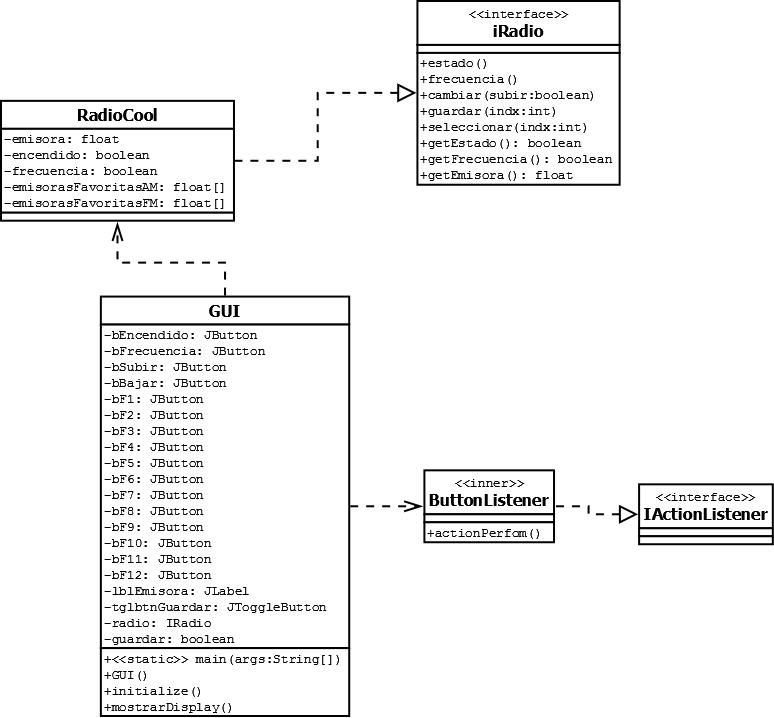 <<interface>>
iRadio
+estado()
+frecuencia()
+cambiar(subir:boolean)
+guardar(indx:int)
+seleccionar(indx:int)
+getEstado(): boolean
+getFrecuencia(): boolean
+getEmisora(): float
RadioCool
-emisora: float
-encendido: boolean
-frecuencia: boolean
-emisorasFavoritasAM: float[]
-emisorasFavoritasFM: float[]
GUI
-bEncendido: JButton
-bFrecuencia: JButton
-bSubir: JButton
-bBajar: JButton
-bF1: JButton
-bF2: JButton
-bF3: JButton
-bF4: JButton
-bF5: JButton
-bF6: JButton
-bF7: JButton
-bF8: JButton
-bF9: JButton
-bF10: JButton
-bF11: JButton
-bF12: JButton
-lblEmisora: JLabel
-tglbtnGuardar: JToggleButton
-radio: IRadio
-guardar: boolean
+<<static>> main(args:String[])
+GUI()
+initialize()
+mostrarDisplay()
<<inner>>
ButtonListener
+actionPerfom()
<<interface>>
IActionListener